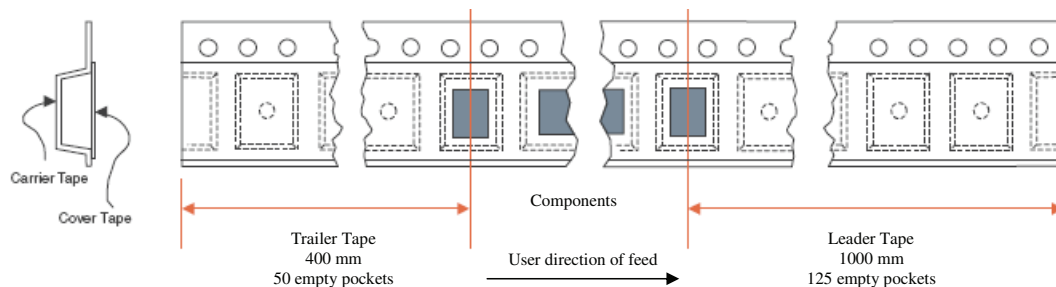 Carrier Tape
Cover Tape
Components
Trailer Tape
400 mm
50 empty pockets
User direction of feed
Leader Tape
1000 mm
125 empty pockets